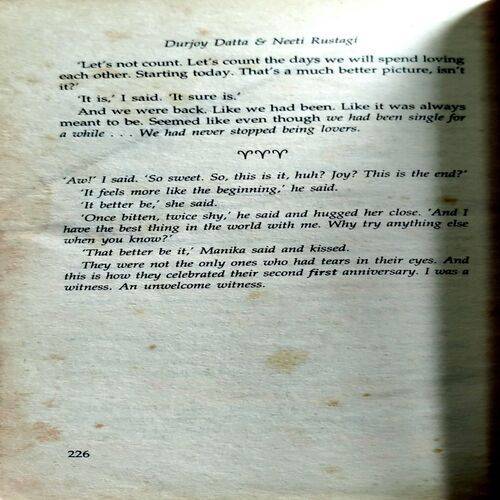 Durjoy Datta & Neeti Rustagi
'Let's not count. Let's count the days we will spend loving
each other. Starting today. That's a much better picture, isn't
it?'
'It is,' I said. 'It sure is.'
And we were back. Like we had been. Like it was always
meant to be. Seemed like even though we had been single for
a while . . . We had never stopped being lovers.
'Aw!' I said. 'So sweet. So, this is it, huh? Joy? This is the end?'
'It feels more like the beginning,' he said.
'It better be,' she said.
'Once bitten, twice shy,' he said and hugged her close. 'And I
have the best thing in the world with me. Why try anything else
when you know?'
'That better be it,' Manika said and kissed.
They were not the only ones who had tears in their eyes. And
this is how they celebrated their second first anniversary. I was a
witness. An unwelcome witness.
226